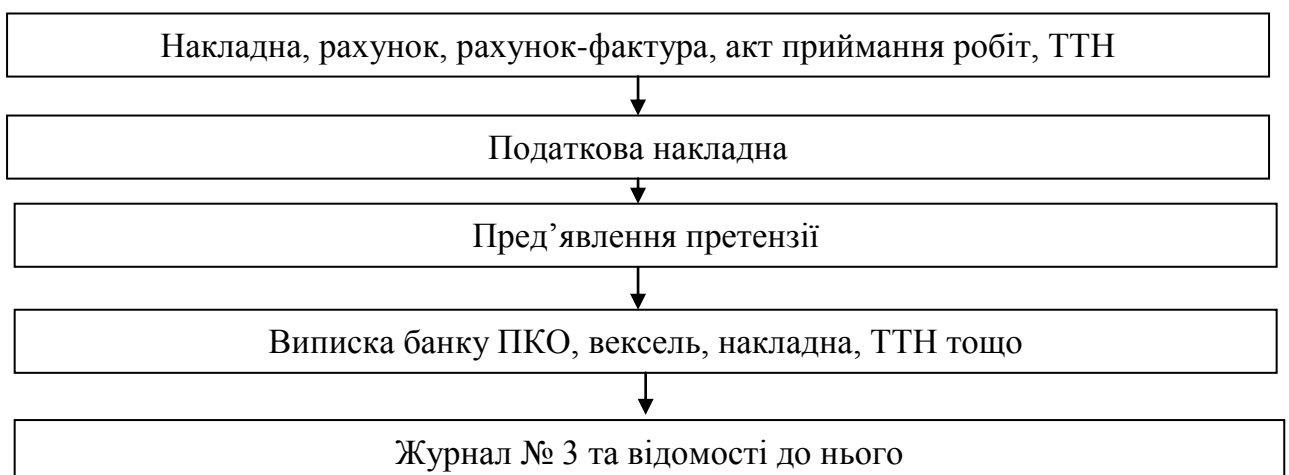 Накладна, рахунок, рахунок-фактура, акт приймання робіт, ТТН
Податкова накладна
Пред’явлення претензії
Виписка банку ПКО, вексель, накладна, ТТН тощо
Журнал № 3 та відомості до нього